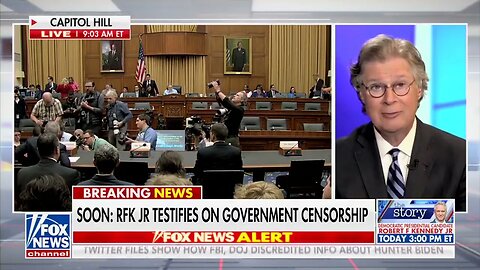 CAPITOL HILL
LIVE 9:03 AM ET
BREAKING NEWS
SOON: RFK JR TESTIFIES ON GOVERNMENT CENSORSHIP
FOX NEWS ALERT
FOX
NEWS
channel
the
story
DEMOCRATIC PRESIDENTIAL CANDIDATE
ROBERT F KENNEDY JR
TODAY 3:00 PM ET
TWITTER FILES SHOW HOW FBI, DOJ DISCREDITED INFO ABOUT HUNTER BIDEN